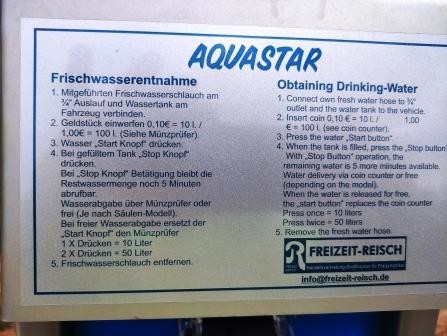 AQUASTAR
Frischwasserentnahme
1. Mitgeführten Frischwasserschlauch am
¾" Auslauf und Wassertank am
Fahrzeug verbinden.
2. Geldstück einwerfen 0,10€ = 10 l. /
1,00€ = 100 l. (Siehe Münzprüfer).
3. Wasser „Start Knopf" drücken.
4. Bei gefülltem Tank „Stop Knopf"
drücken.
Bei „Stop Knopf" Betätigung bleibt die
Restwassermenge noch 5 Minuten
abrufbar.
Wasserabgabe über Münzprüfer oder
frei (Je nach Säulen-Modell).
Bei freier Wasserabgabe ersetzt der
„Start Knopf" den Münzprüfer
1 X Drücken = 10 Liter
2 X Drücken = 50 Liter
5. Frischwasserschlauch entfernen.
Obtaining Drinking-Water
1. Connect own fresh water hose to ¾"
outlet and the water tank to the vehicle.
2. Insert coin 0,10 € = 10 l. / 1,00
€ = 100 l. (see coin counter).
3. Press the water „Start button"
4. When the tank is filled, press the „Stop button"
With „Stop Button" operation, the
remaining water is 5 more minutes available.
Water delivery via coin counter or free
(depending on the model).
When the water is released for free,
the „start button" replaces the coin counter
Press once = 10 liters
Press twice = 50 liters
5. Remove the fresh water hose.
FREIZEIT-REISCH
info@freizeit-reisch.de